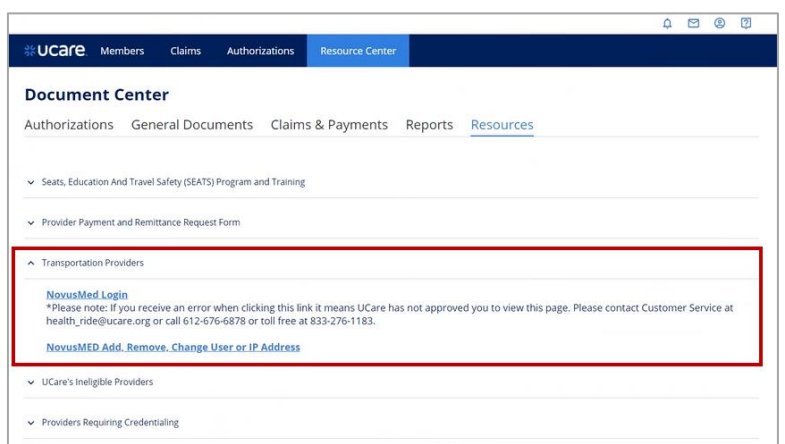 ucare Members Claims Authorizations Resource Center
Document Center
Authorizations General Documents Claims & Payments Reports Resources
Seats, Education And Travel Safety (SEATS) Program and Training
Provider Payment and Remittance Request Form
Transportation Providers
NovusMed Login
*Please note: If you receive an error when clicking this link it means UCare has not approved you to view this page. Please contact Customer Service at
health_ride@ucare.org or call 612-676-6878 or toll free at 833-276-1183.
NovusMED Add, Remove, Change User or IP Address
UCare's Ineligible Providers
Providers Requiring Credentialing